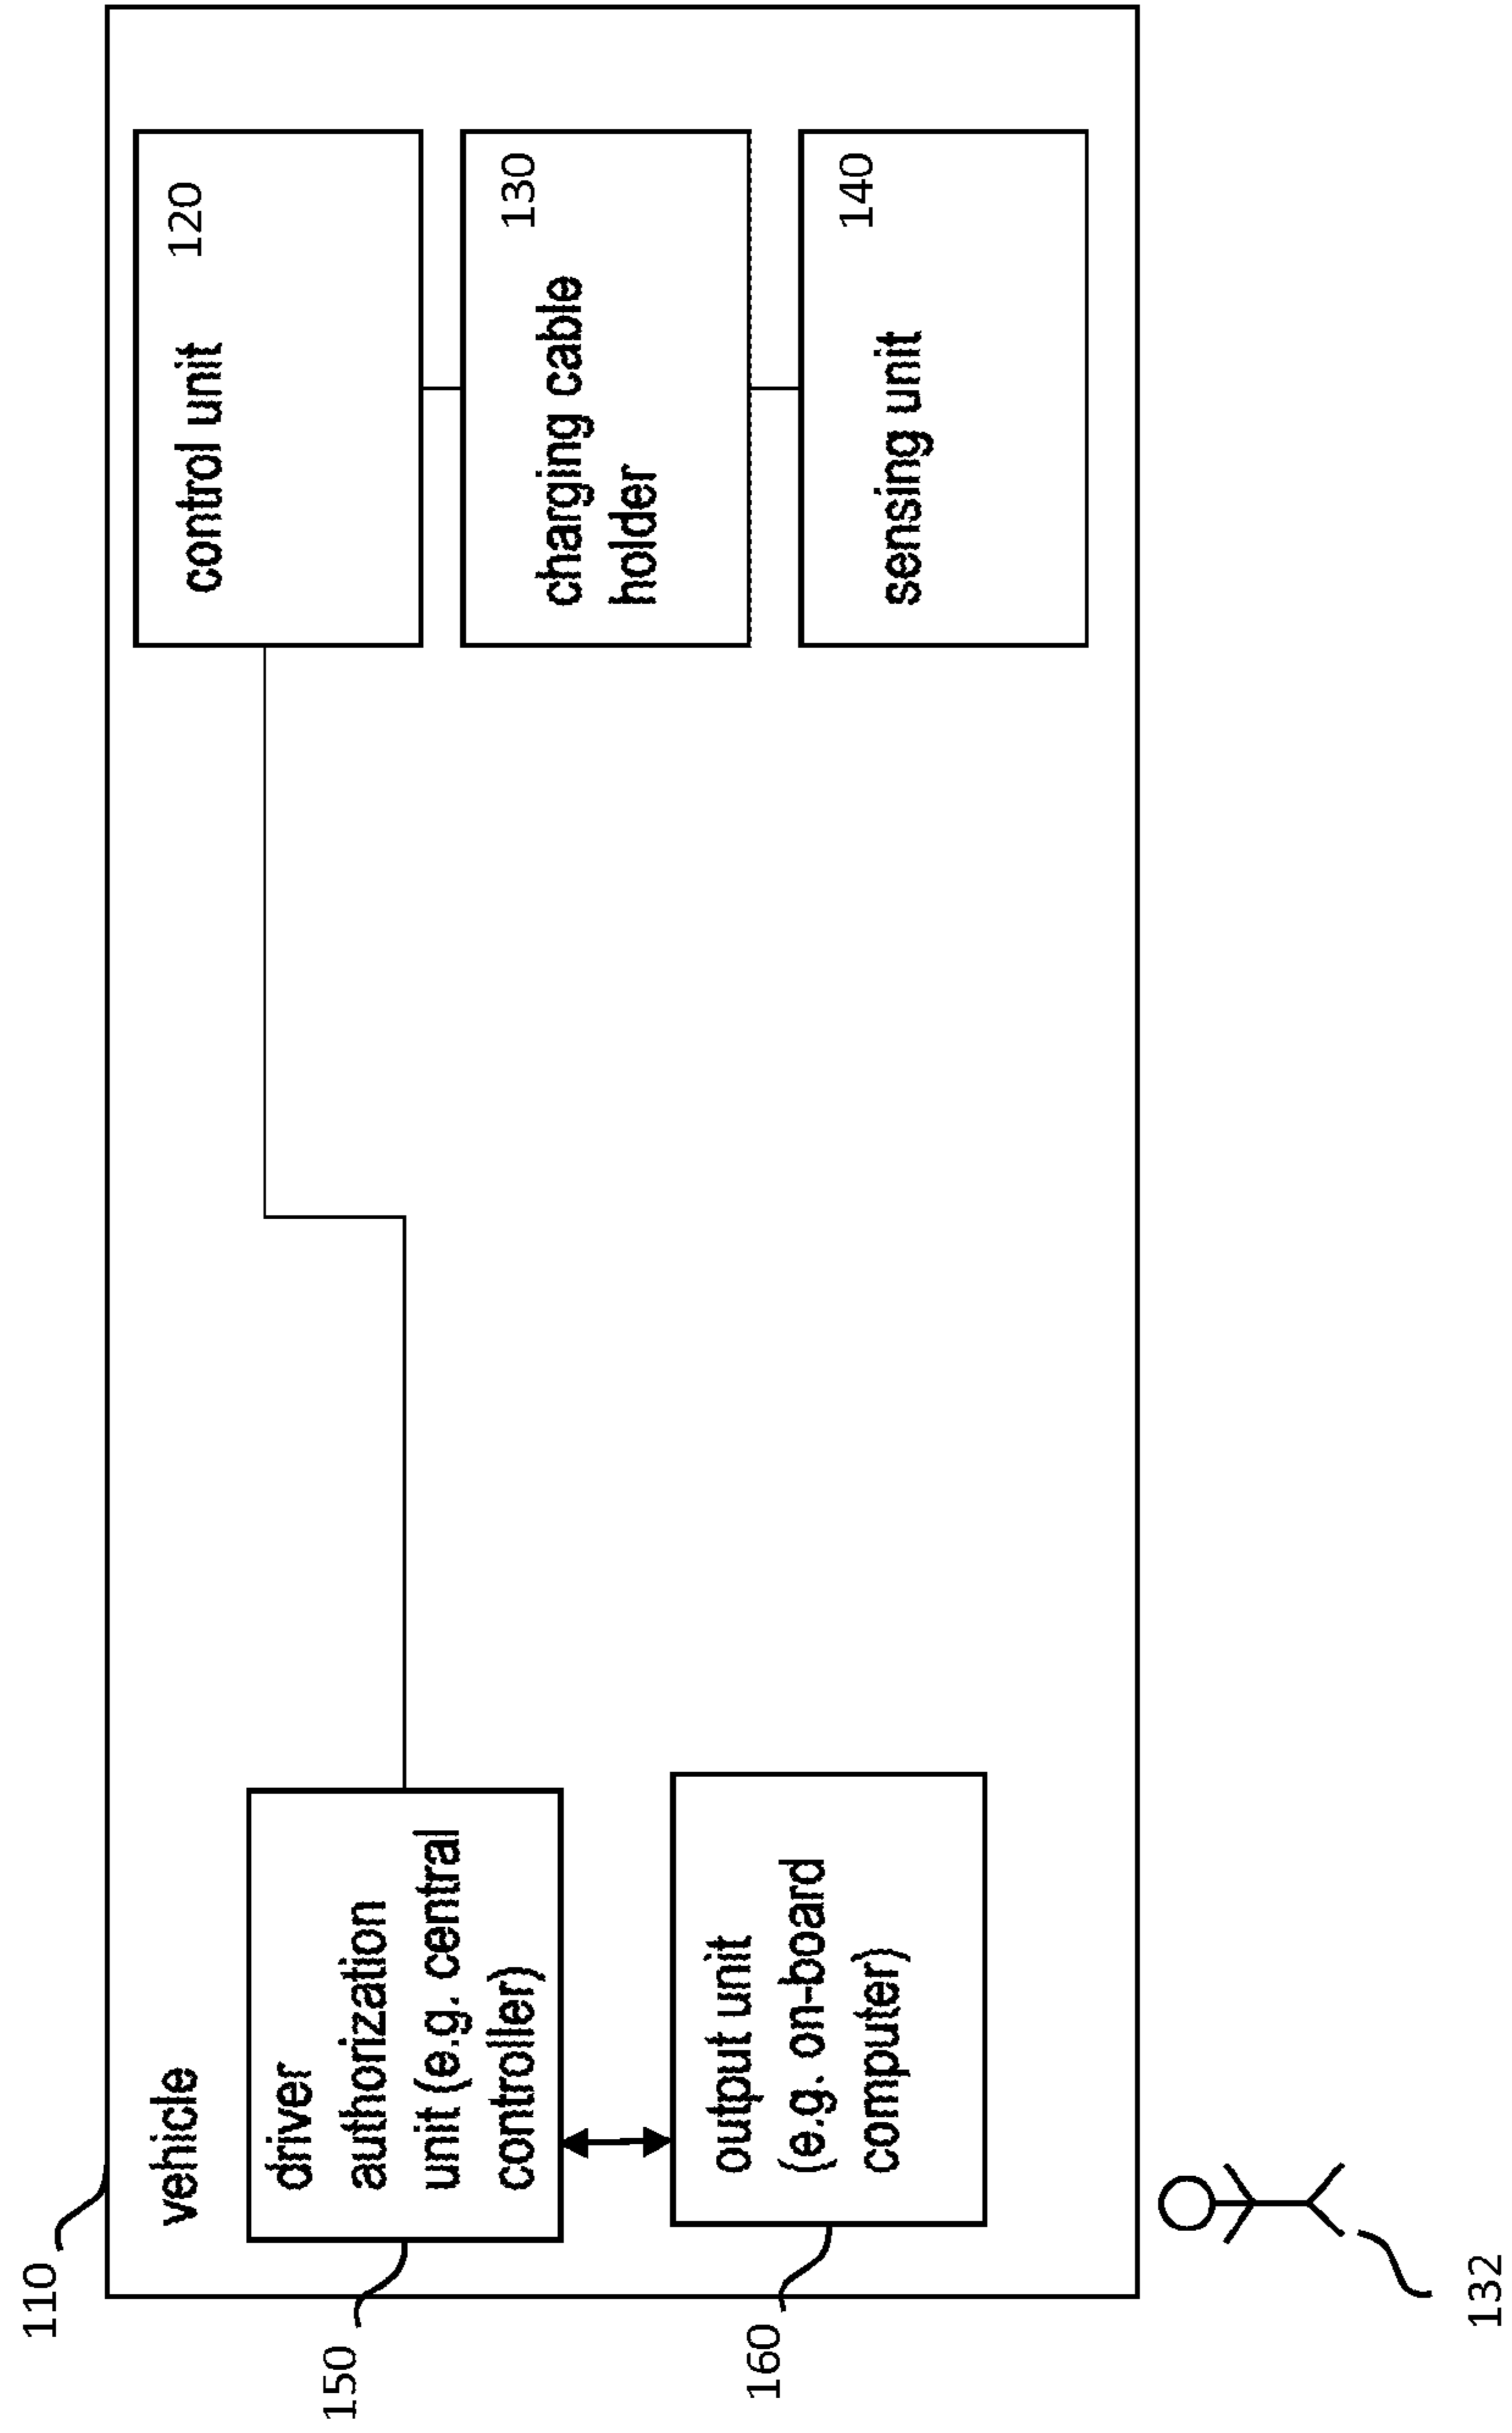 110
vehicle
150
driver
authorization
unit (e.g. central
controller)
160
output unit
(e.g. on-board
computer)
control unit
120
charging cable
holder
130
sensing unit
140
132